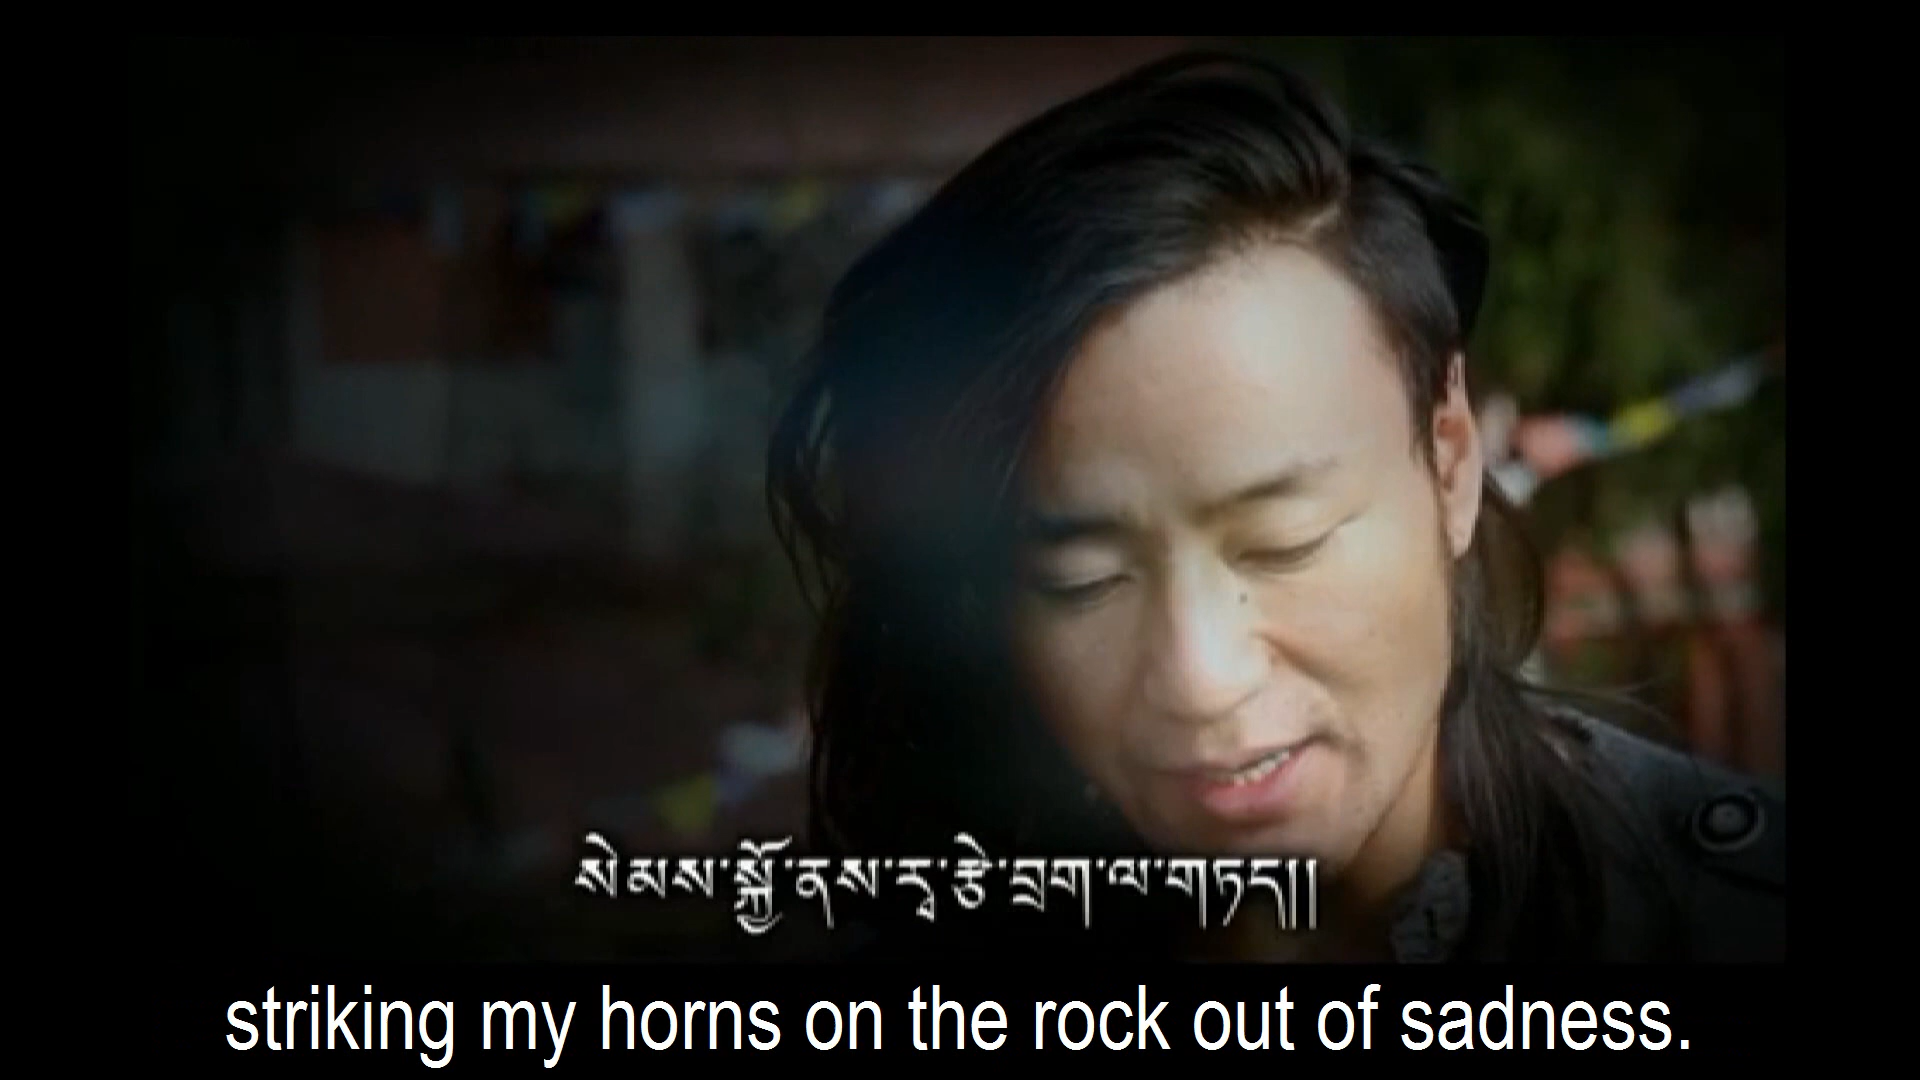 སེམས་སྐྱོ་ནས་རྭ་རྩེ་བྲག་ལ་གཏད།།
striking my horns on the rock out of sadness.